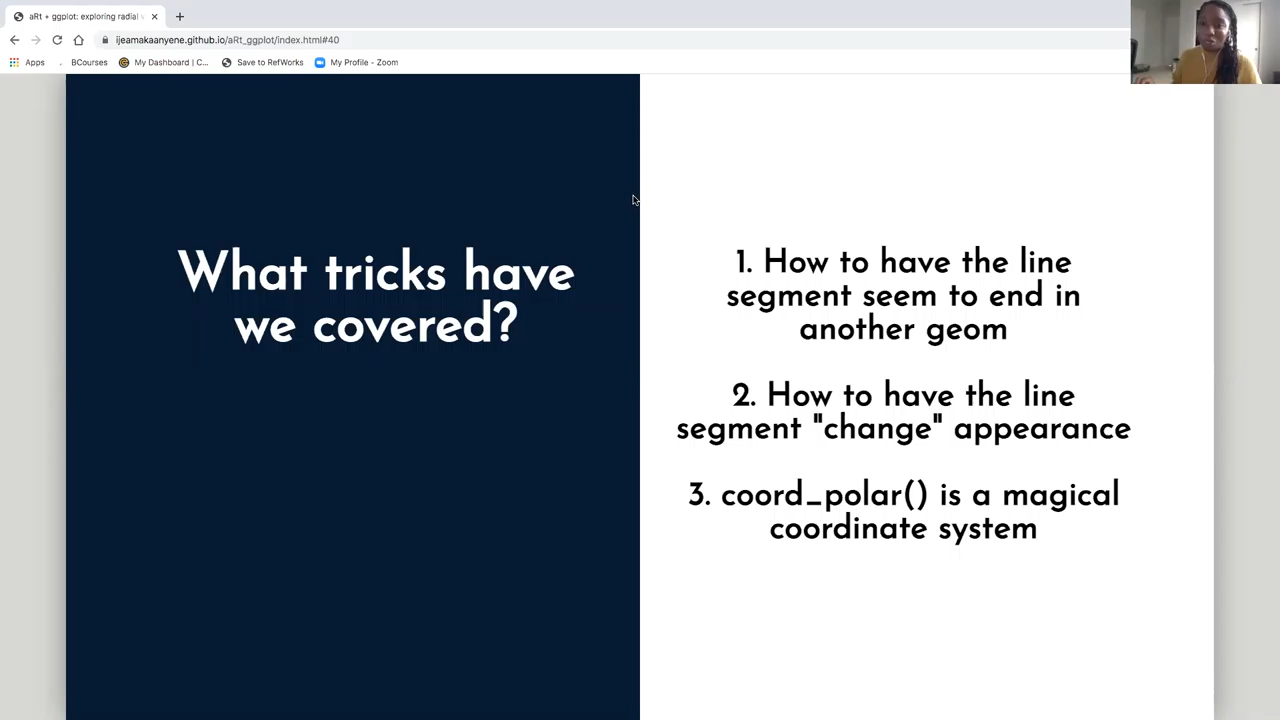 aRt + ggplot: exploring radial
ijeamakaanyene.github.io/aRt_ggplot/index.html#40
Apps
BCourses
My Dashboard | C...
Save to RefWorks
My Profile - Zoom
What tricks have
we covered?
1. How to have the line
segment seem to end in
another geom
2. How to have the line
segment "change" appearance
3. coord_polar() is a magical
coordinate system